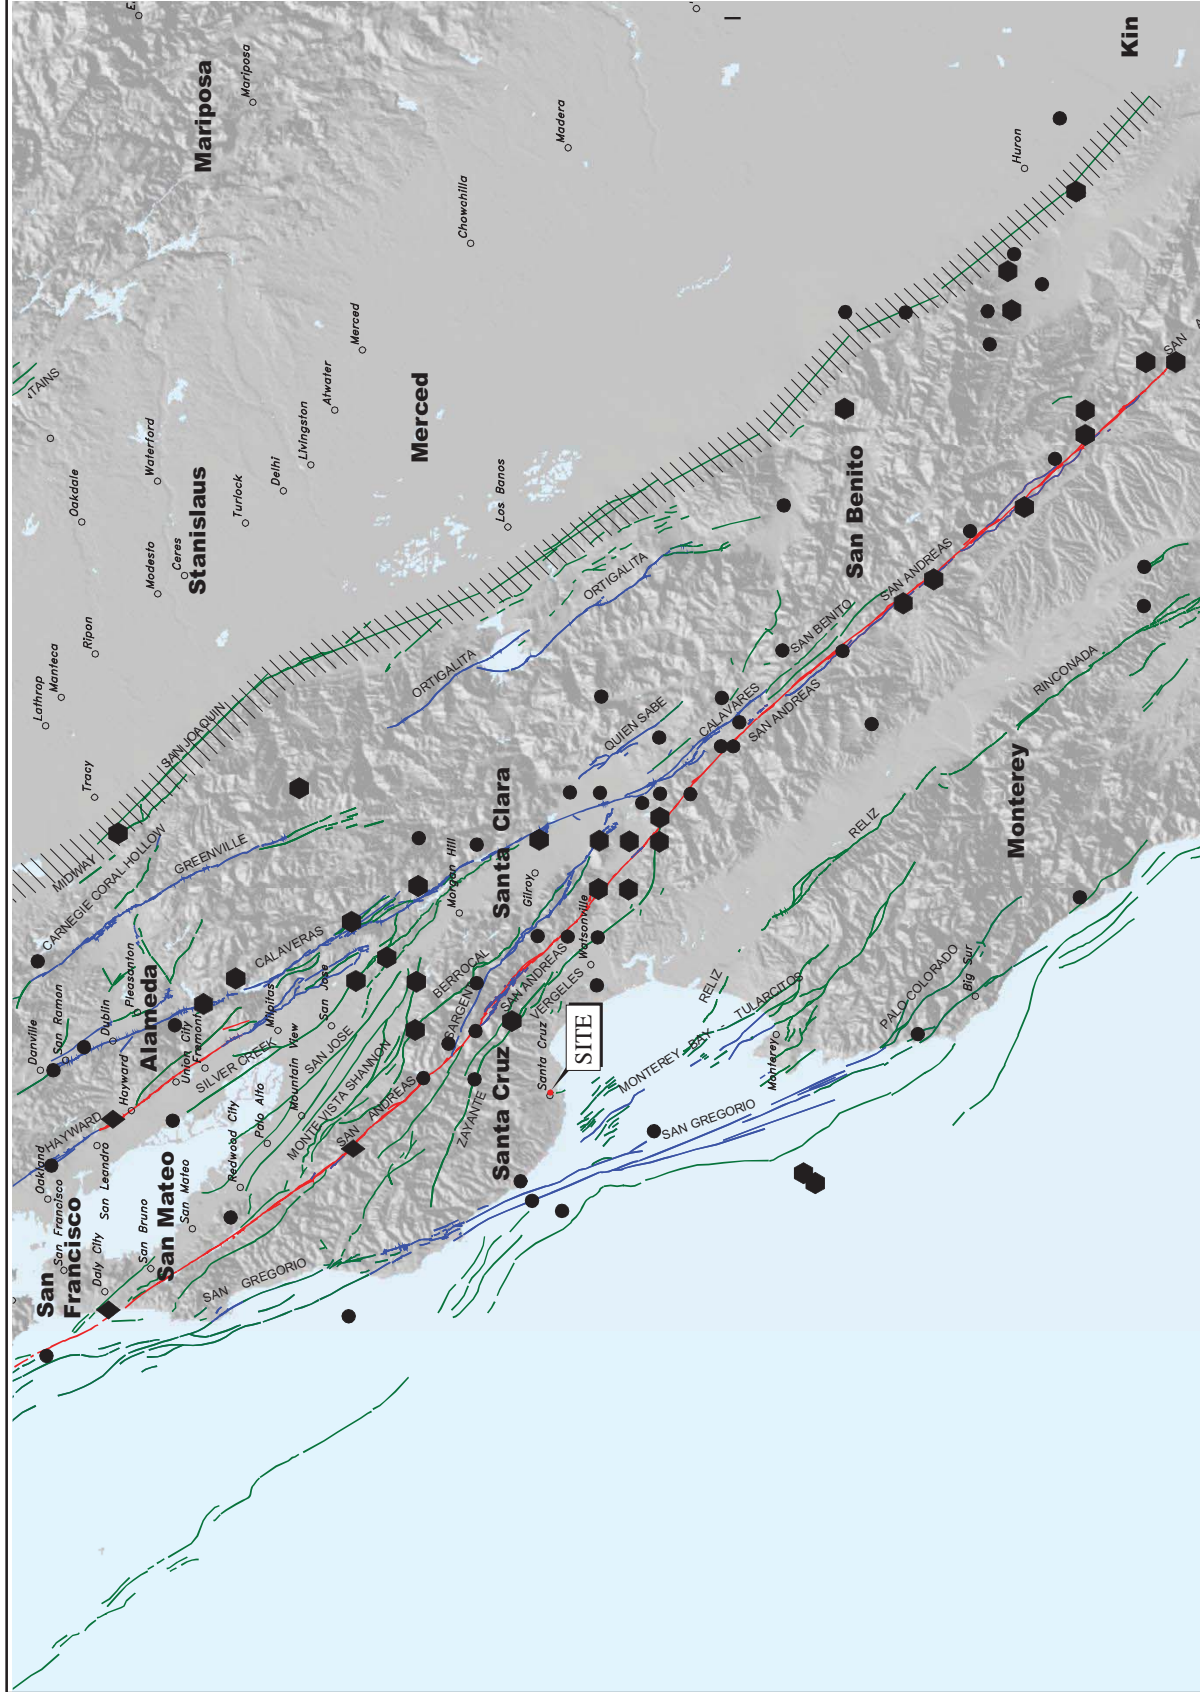 San
Francisco
San Francisco
Daly City
San Bruno
San Mateo
San Mateo
Oakland
San Leandro
HAYWARD
Hayward
Alameda
Danville
San Ramon
Dublin
Pleasanton
Union City
Fremont
Milpitas
SILVER CREEK
SAN JOSE
San Jose
Mountain View
Palo Alto
Redwood City
MONTE VISTA SHANNON
SAN ANDREAS
SAN GREGORIO
ZAYANTE
Santa Cruz
Santa Cruz
SITE
SARGENT
BERROCAL
SAN ANDREAS
VERGELES
Watsonville
Gilroy
Morgan Hill
Santa Clara
CALAVERAS
CARNEGIE CORAL HOLLOW
MIDWAY
GREENVILLE
SAN JOAQUIN
Tracy
Lathrop
Manteca
Ripon
Modesto
Ceres
Stanislaus
Oakdale
Waterford
Turlock
Delhi
Livingston
Atwater
Merced
Merced
NTAINS
Mariposa
Mariposa
Chowchilla
Madera
Los Banos
ORTIGALITA
ORTIGALITA
QUIEN SABE
CALAVARES
SAN ANDREAS
SAN BENITO
SAN ANDREAS
San Benito
SAN
Huron
Kin
RINCONADA
RELIZ
Monterey
RELIZ
TULARCITOS
MONTEREY BAY
Monterey
SAN GREGORIO
PALO COLORADO
Big Sur